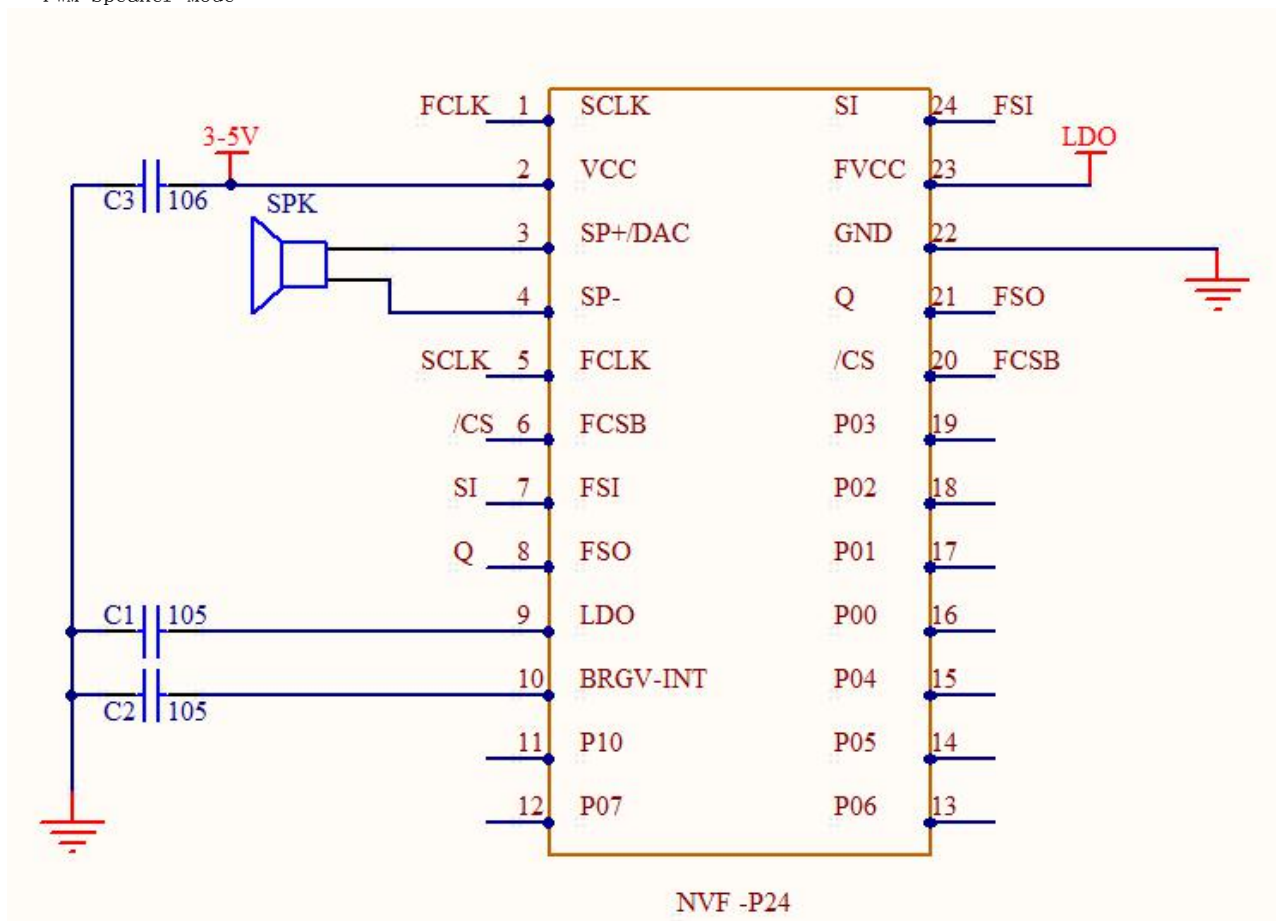 PWM Speaker Mode
FCLK 1 SCLK SI 24 FSI
3-5V LDO
2 VCC FVCC 23
C3 106 SPK
3 SP+/DAC GND 22
4 SP- Q 21 FSO
SCLK 5 FCLK /CS 20 FCSB
/CS 6 FCSB P03 19
SI 7 FSI P02 18
Q 8 FSO P01 17
C1 105 9 LDO P00 16
10 BRGV-INT P04 15
C2 105
11 P10 P05 14
12 P07 P06 13
NVF -P24